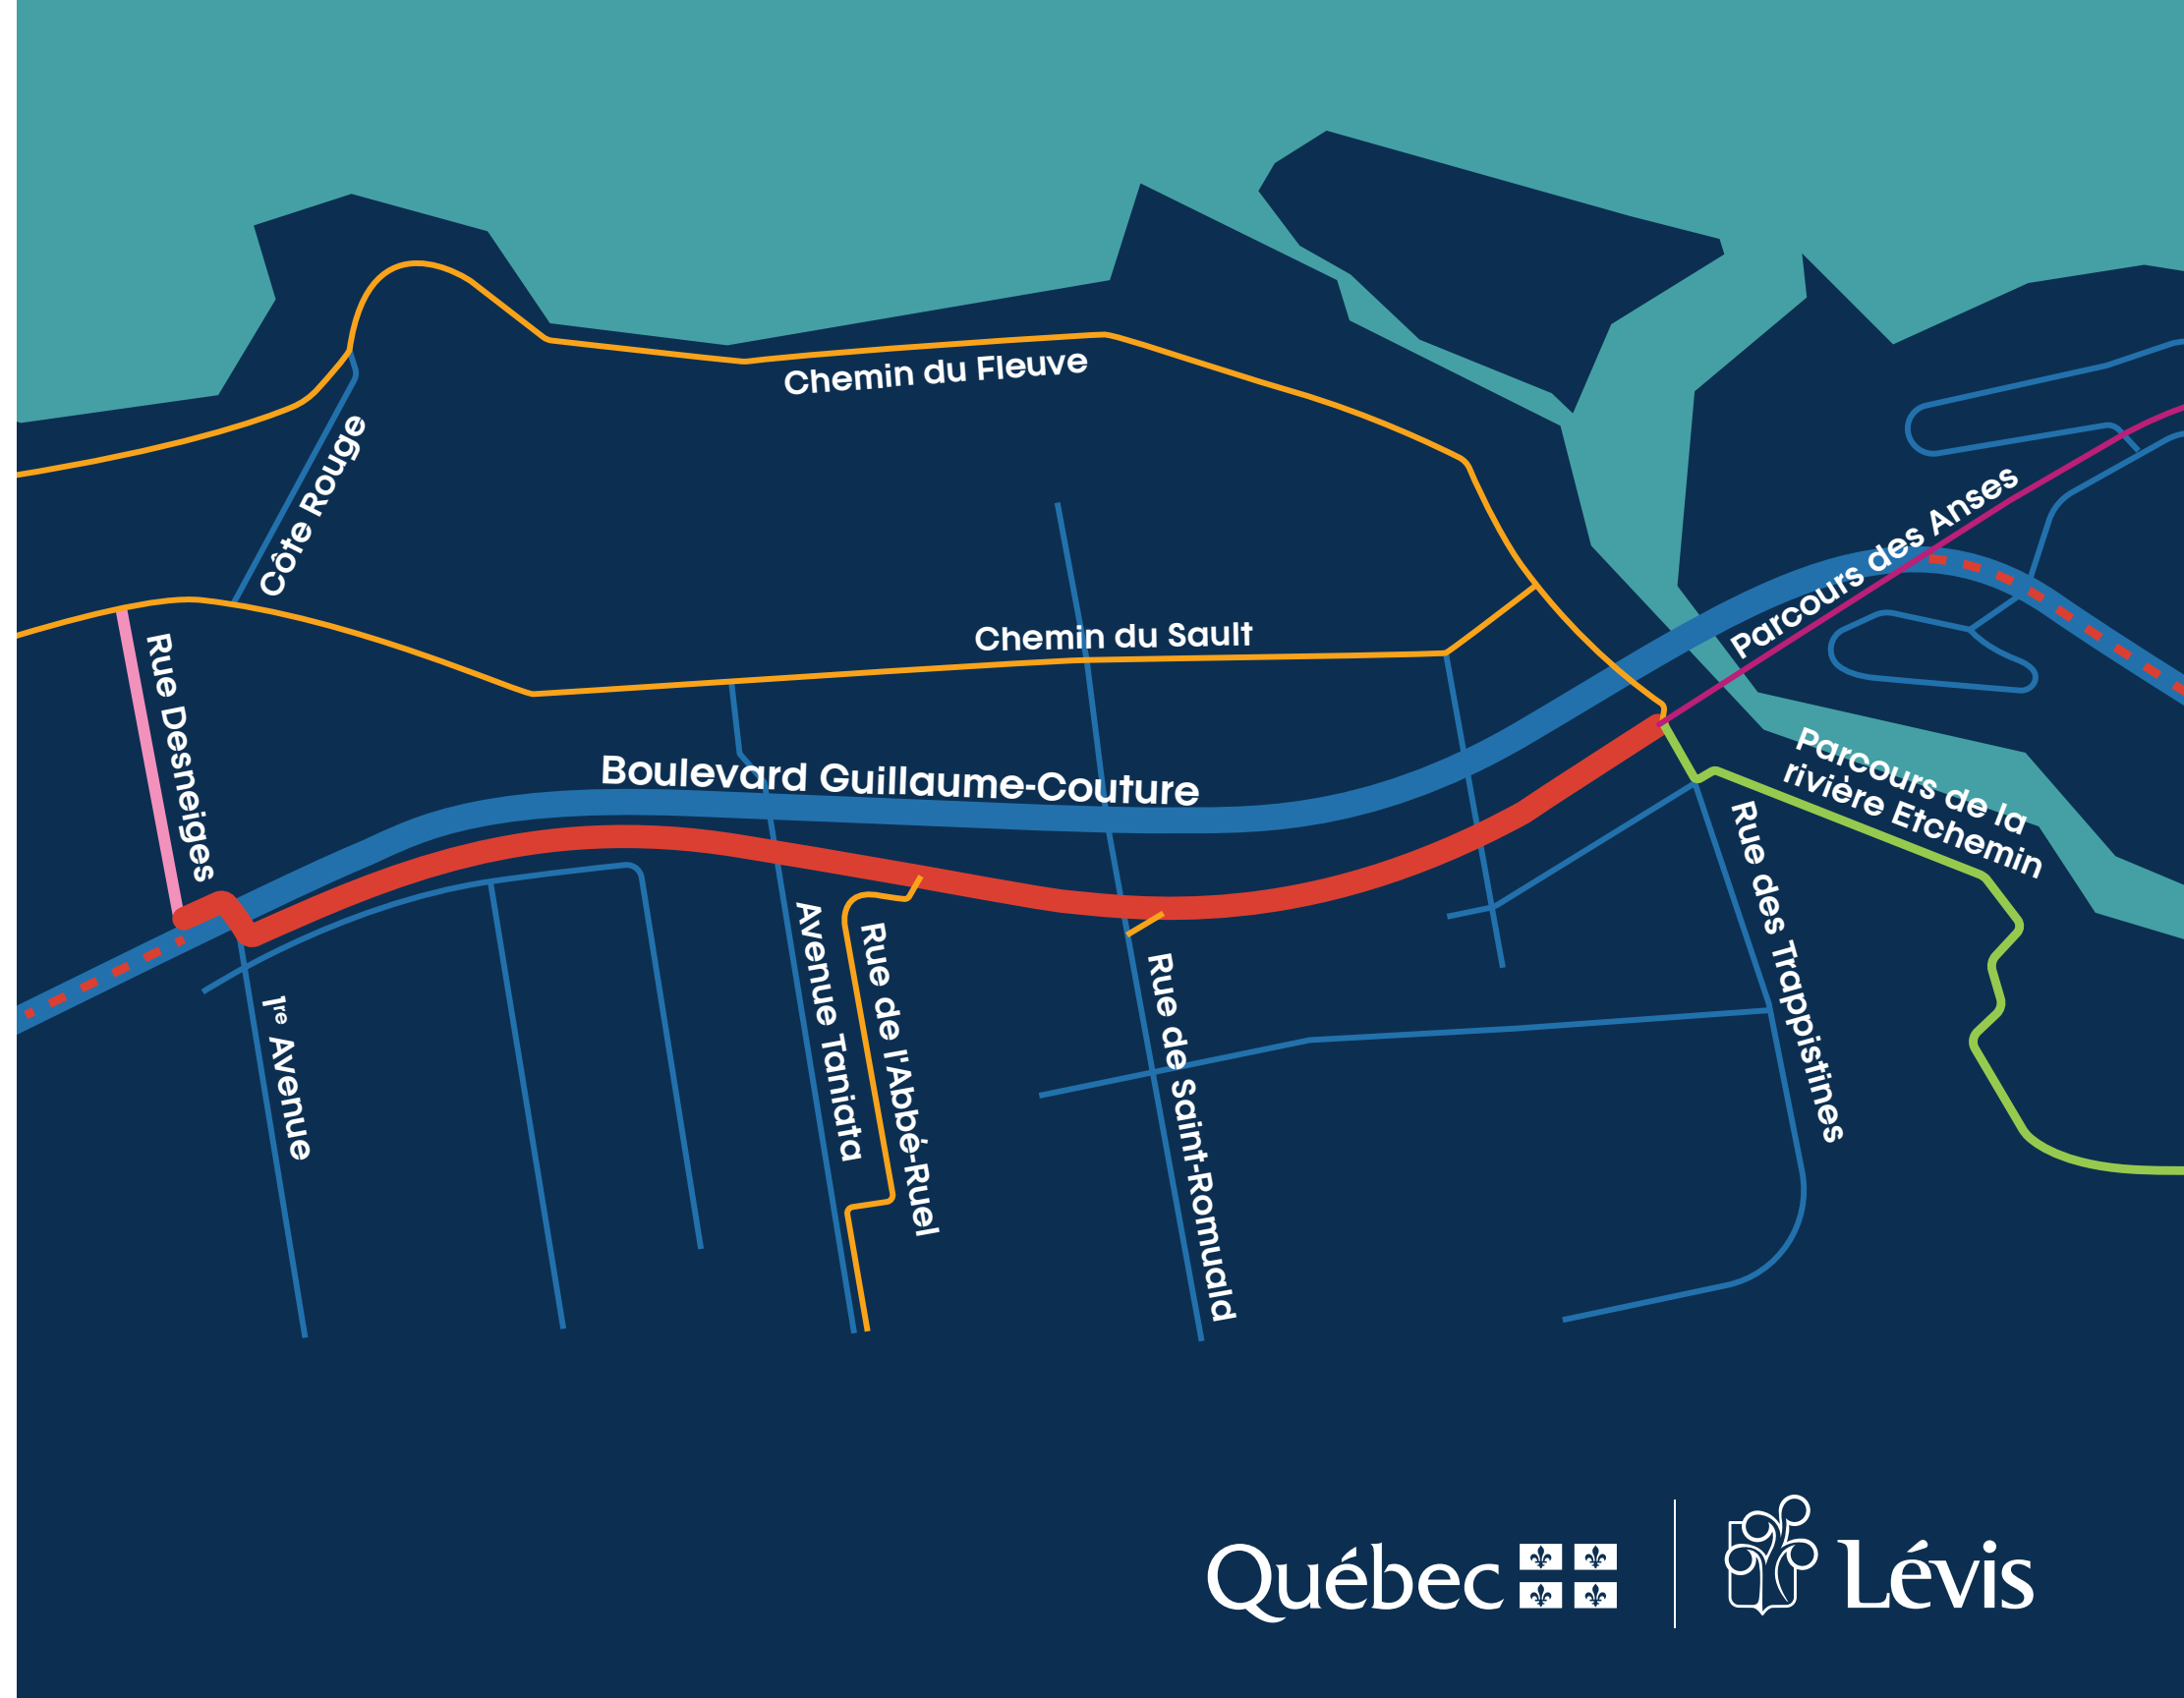 Chemin du Fleuve
Côte Rouge
Parcours des Anses
Chemin du Sault
Rue Desneiges
Boulevard Guillaume-Couture
Parcours de la
rivière Etchemin
Rue des Trappistines
Avenue Taniata
Rue de l'Abbé-Ruel
Rue de Saint-Romuald
1re Avenue
Québec
Lévis